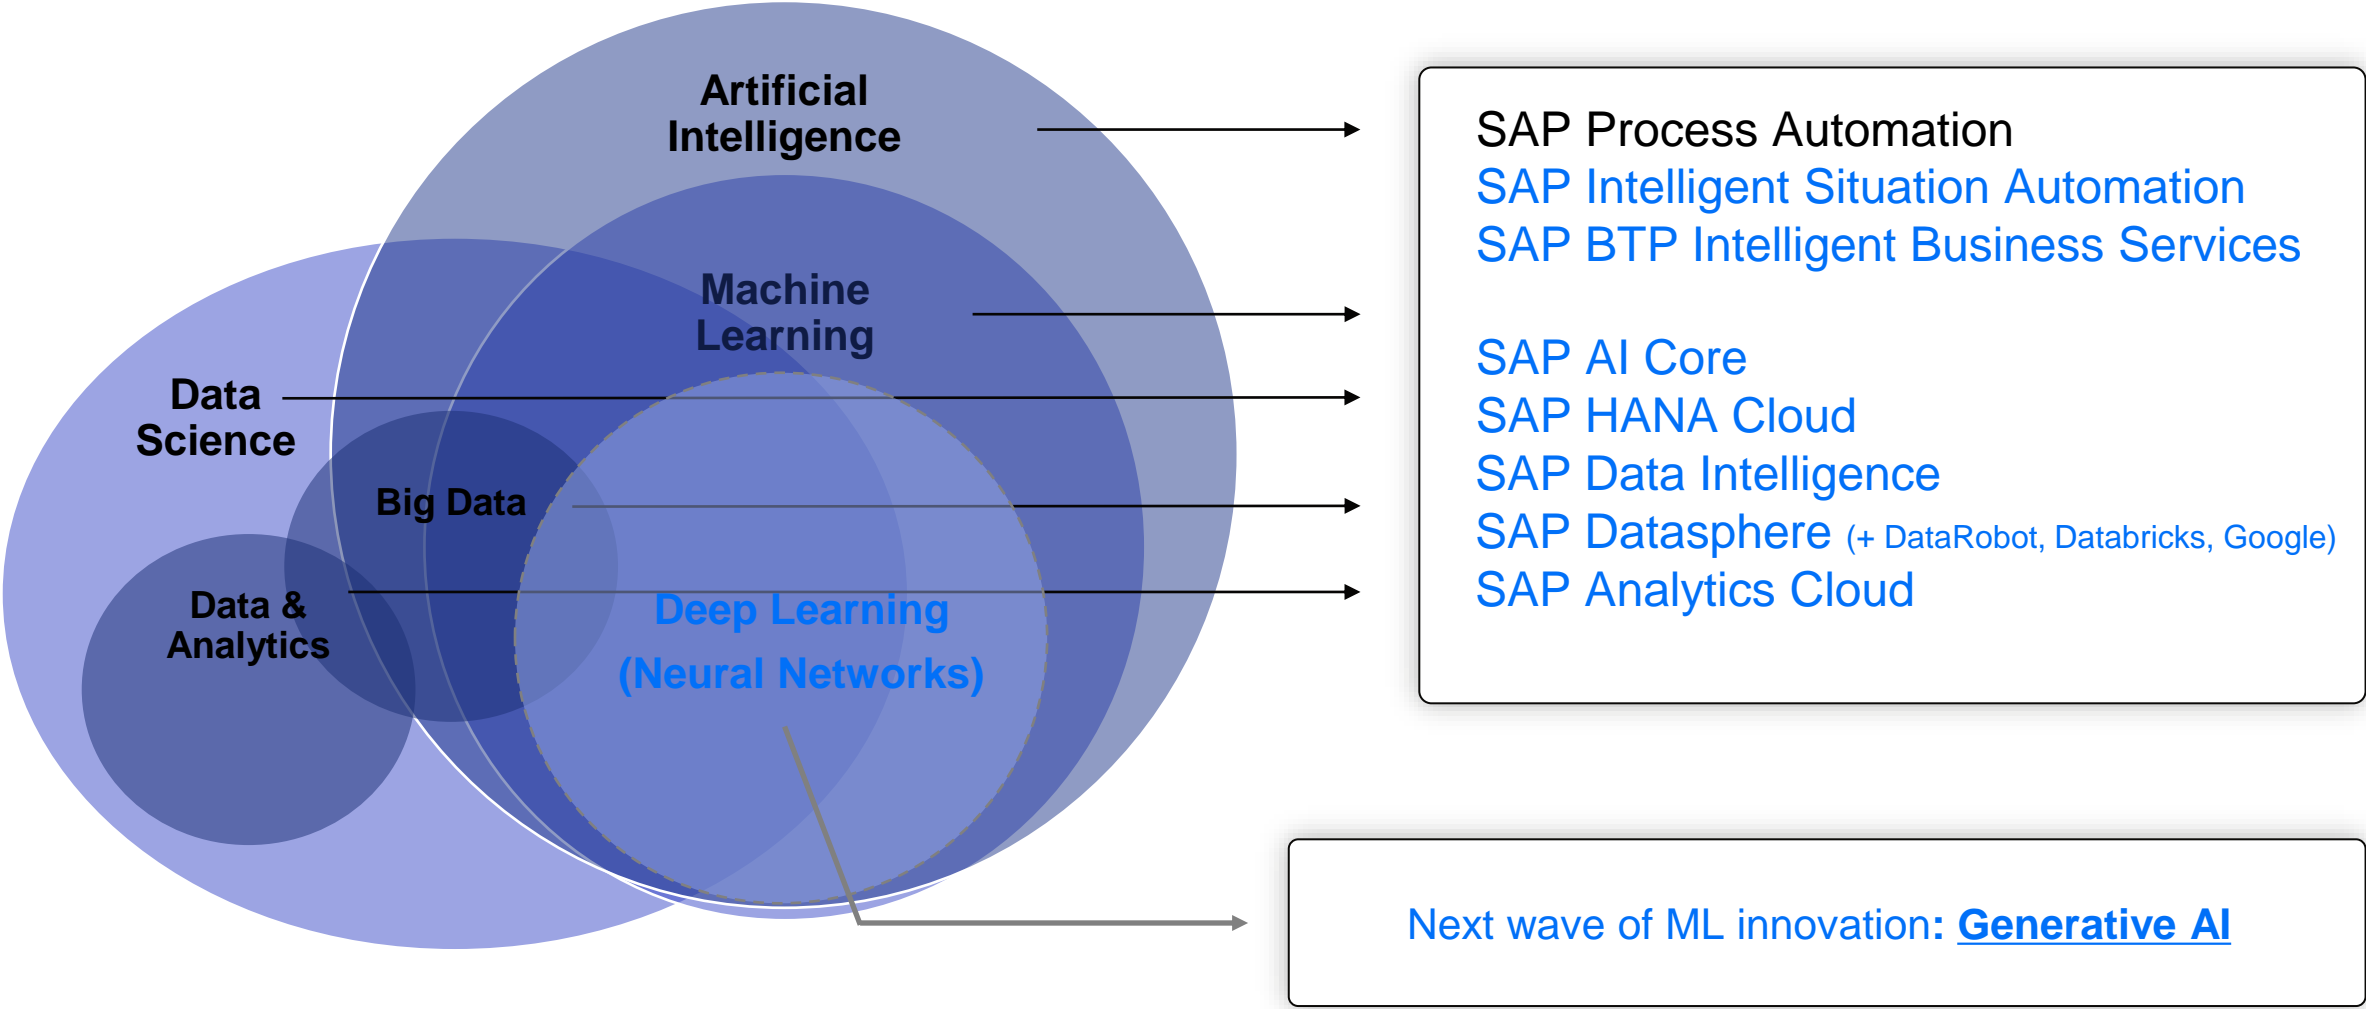 Artificial
Intelligence
Machine
Learning
Data
Science
Big Data
Data &
Analytics
Deep Learning
(Neural Networks)
SAP Process Automation
SAP Intelligent Situation Automation
SAP BTP Intelligent Business Services
SAP AI Core
SAP HANA Cloud
SAP Data Intelligence
SAP Datasphere (+ DataRobot, Databricks, Google)
SAP Analytics Cloud
Next wave of ML innovation: Generative AI